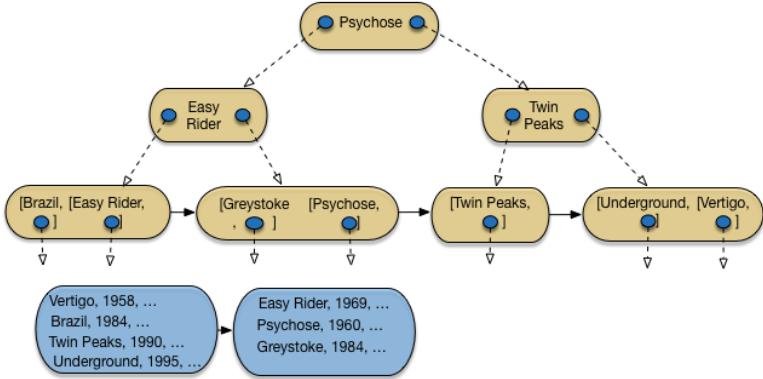 Psychose
Easy
Rider
Twin
Peaks
[Brazil, [Easy Rider,
] ]
[Greystoke [Psychose,
, ] ]
[Twin Peaks,
]
[Underground, [Vertigo,
] ]
Vertigo, 1958, ...
Brazil, 1984, ...
Twin Peaks, 1990, ...
Underground, 1995, ...
Easy Rider, 1969, ...
Psychose, 1960, ...
Greystoke, 1984, ...